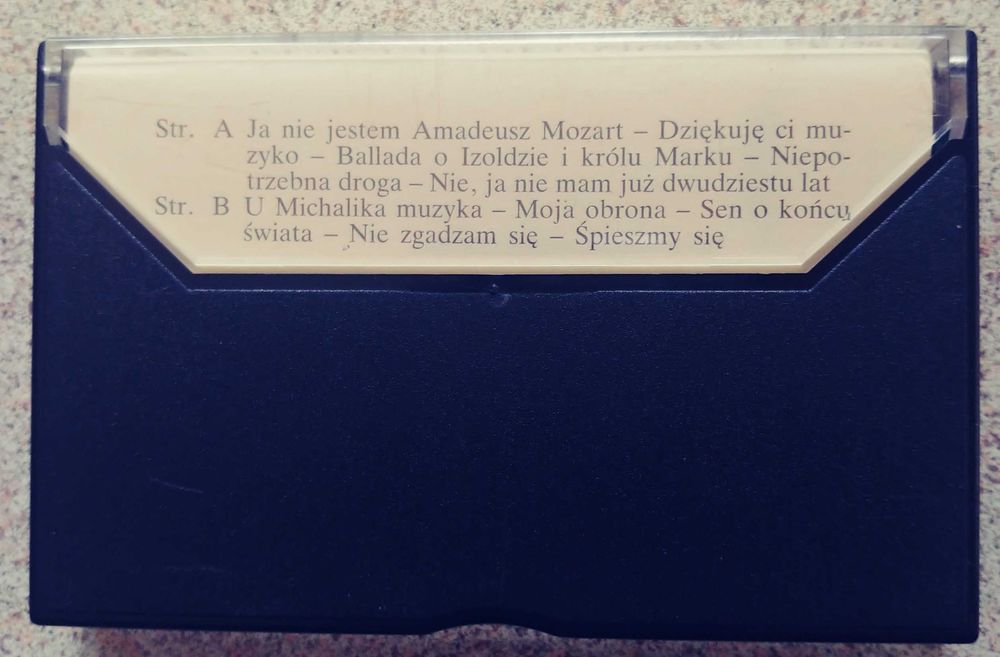 Str. A Ja nie jestem Amadeusz Mozart – Dziękuję ci mu-
zyko – Ballada o Izoldzie i królu Marku – Niepo-
trzebna droga – Nie, ja nie mam już dwudziestu lat
Str. B U Michalika muzyka – Moja obrona – Sen o końcu
świata – Nie zgadzam się – Śpieszmy się